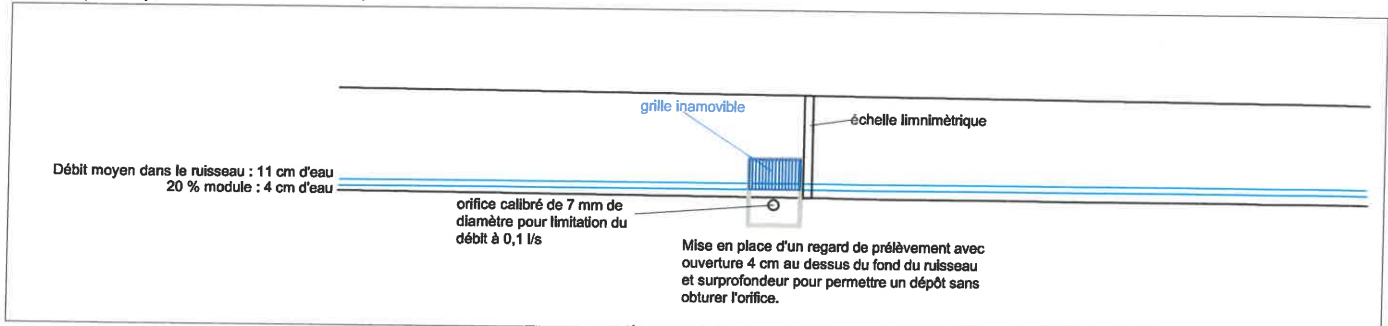 grille inamovible
échelle limnimètrique
Débit moyen dans le ruisseau : 11 cm d'eau
20 % module : 4 cm d'eau
orifice calibré de 7 mm de
diamètre pour limitation du
débit à 0,1 l/s
Mise en place d'un regard de prélèvement avec
ouverture 4 cm au dessus du fond du ruisseau
et surprofondeur pour permettre un dépôt sans
obturer l'orifice.